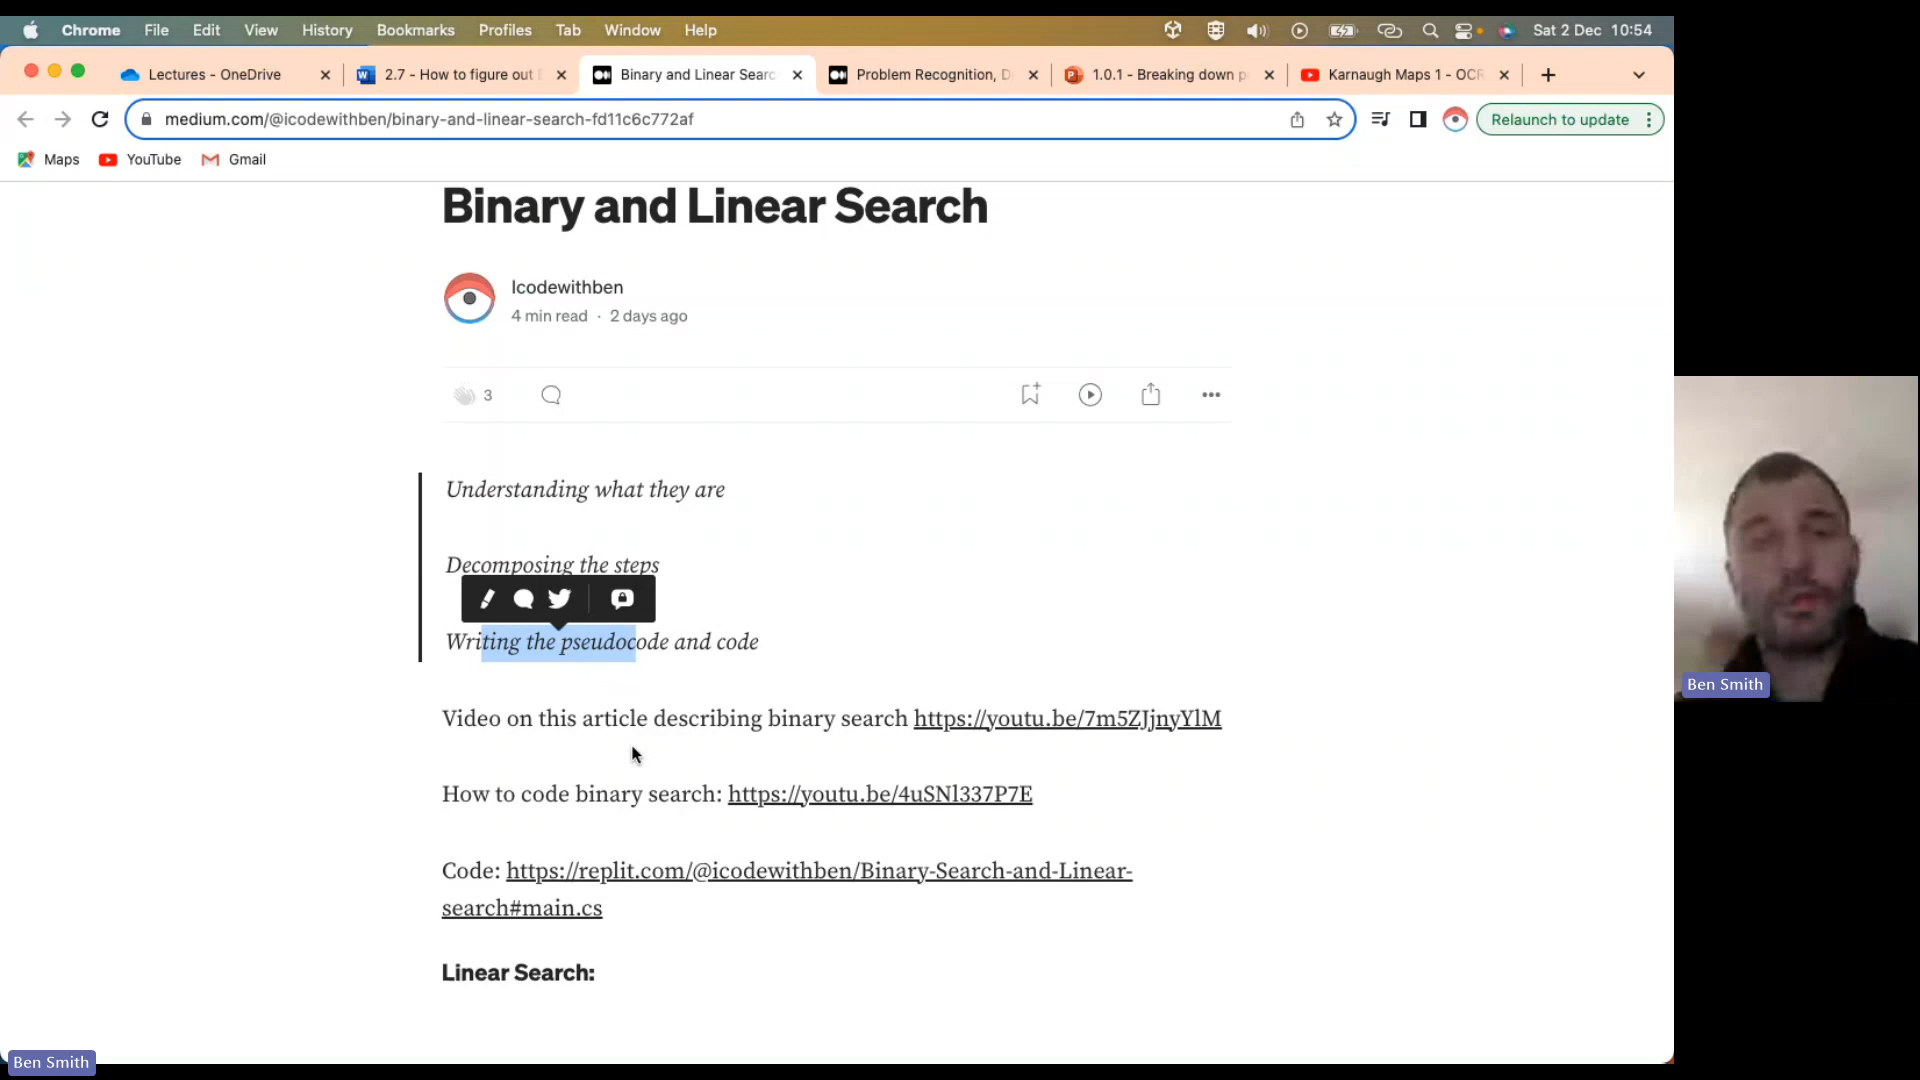 Chrome File Edit View History Bookmarks Profiles Tab Window Help Sat 2 Dec 10:54
Lectures - OneDrive 2.7 - How to figure out Binary and Linear Searc Problem Recognition, D 1.0.1 - Breaking down p Karnaugh Maps 1 - OCR
medium.com/@icodewithben/binary-and-linear-search-fd11c6c772af Relaunch to update
Maps YouTube Gmail
Binary and Linear Search
Icodewithben
4 min read · 2 days ago
3
Understanding what they are
Decomposing the steps
Writing the pseudocode and code
Video on this article describing binary search https://youtu.be/7m5ZJjnyYlM
How to code binary search: https://youtu.be/4uSNl337P7E
Code: https://replit.com/@icodewithben/Binary-Search-and-Linear-
search#main.cs
Linear Search:
Ben Smith
Ben Smith